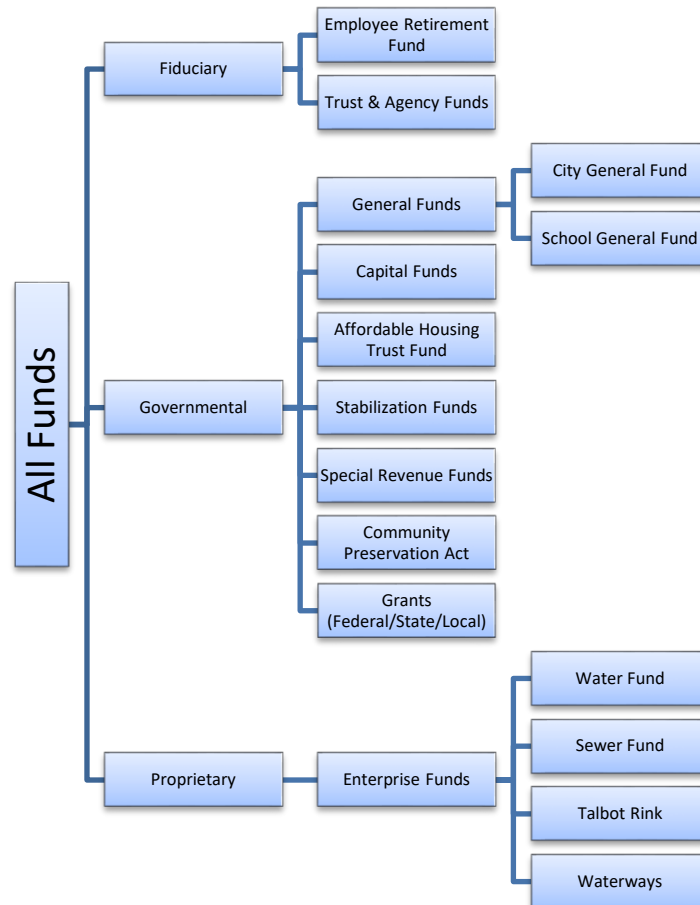 All Funds
Fiduciary
Employee Retirement
Fund
Trust & Agency Funds
Governmental
General Funds
City General Fund
School General Fund
Capital Funds
Affordable Housing
Trust Fund
Stabilization Funds
Special Revenue Funds
Community
Preservation Act
Grants
(Federal/State/Local)
Proprietary
Enterprise Funds
Water Fund
Sewer Fund
Talbot Rink
Waterways